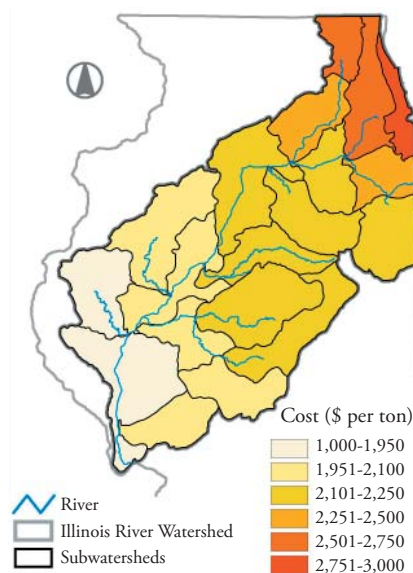 Cost ($ per ton)
1,000-1,950
1,951-2,100
2,101-2,250
2,251-2,500
2,501-2,750
2,751-3,000
River
Illinois River Watershed
Subwatersheds